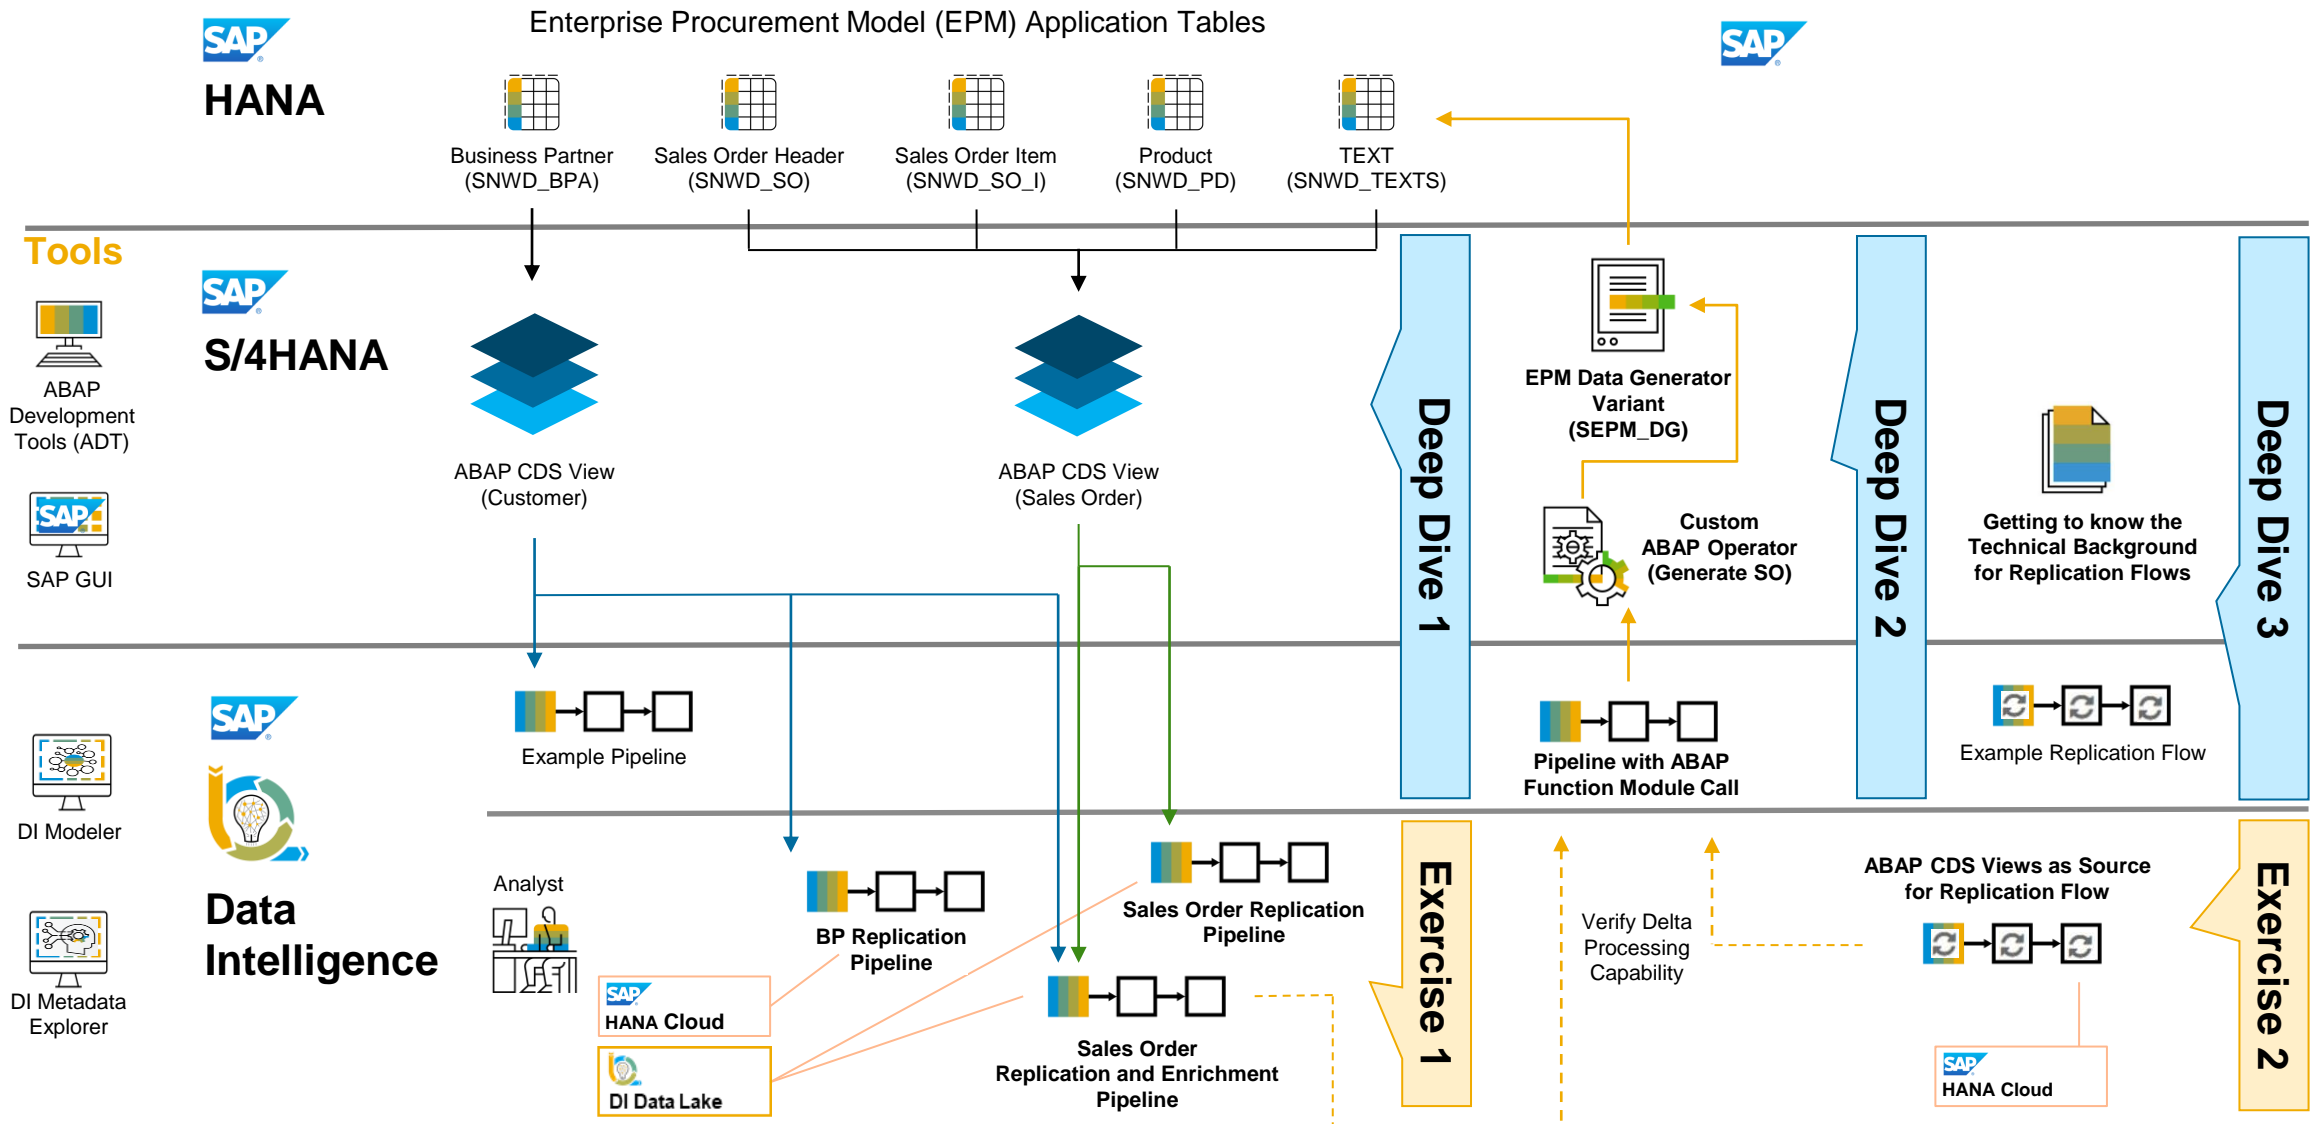 Enterprise Procurement Model (EPM) Application Tables
SAP
HANA
SAP
Business Partner
(SNWD_BPA)
Sales Order Header
(SNWD_SO)
Sales Order Item
(SNWD_SO_I)
Product
(SNWD_PD)
TEXT
(SNWD_TEXTS)
Tools
ABAP
Development
Tools (ADT)
SAP
SAP GUI
SAP
S/4HANA
ABAP CDS View
(Customer)
ABAP CDS View
(Sales Order)
Deep Dive 1
EPM Data Generator
Variant
(SEPM_DG)
Custom
ABAP Operator
(Generate SO)
Deep Dive 2
Getting to know the
Technical Background
for Replication Flows
Deep Dive 3
DI Modeler
DI Metadata
Explorer
SAP
Data
Intelligence
Example Pipeline
Pipeline with ABAP
Function Module Call
Example Replication Flow
Analyst
BP Replication
Pipeline
Sales Order Replication
Pipeline
SAP
HANA Cloud
DI Data Lake
Sales Order
Replication and Enrichment
Pipeline
Exercise 1
Verify Delta
Processing
Capability
ABAP CDS Views as Source
for Replication Flow
SAP
HANA Cloud
Exercise 2